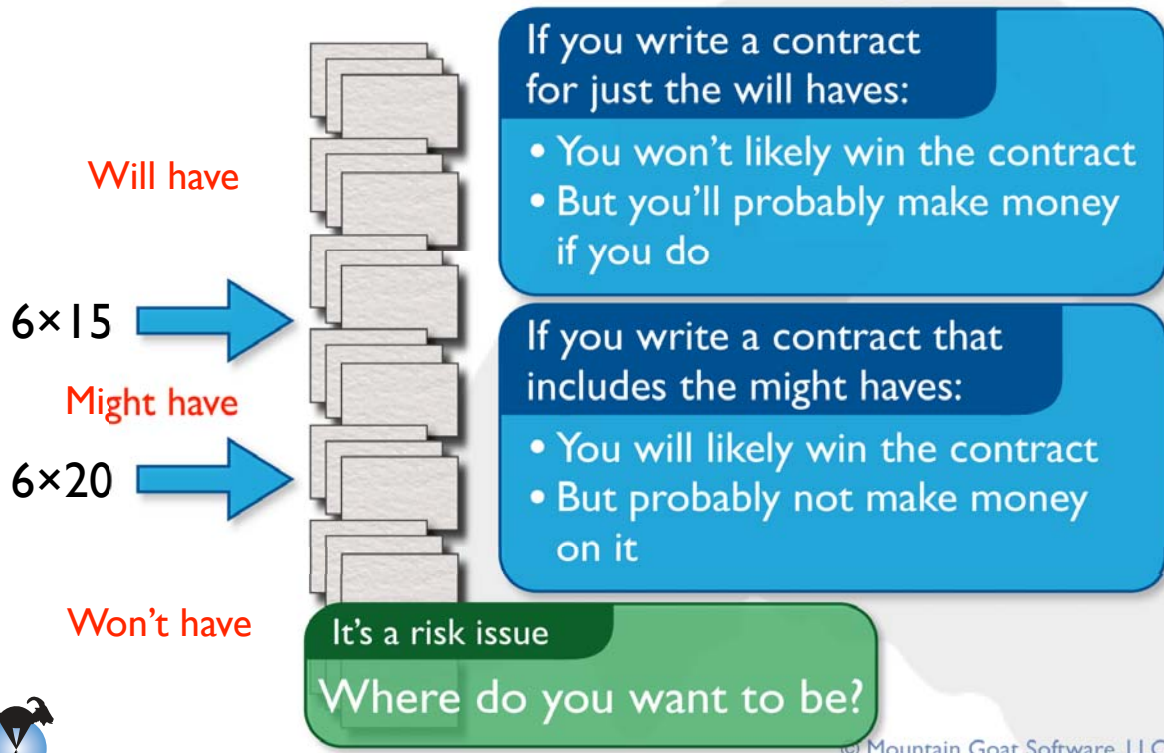 If you write a contract
for just the will haves:
• You won't likely win the contract
• But you'll probably make money
if you do
Will have
6×15
Might have
6×20
Won't have
If you write a contract that
includes the might haves:
• You will likely win the contract
• But probably not make money
on it
It's a risk issue
Where do you want to be?
© Mountain Goat Software, LLC